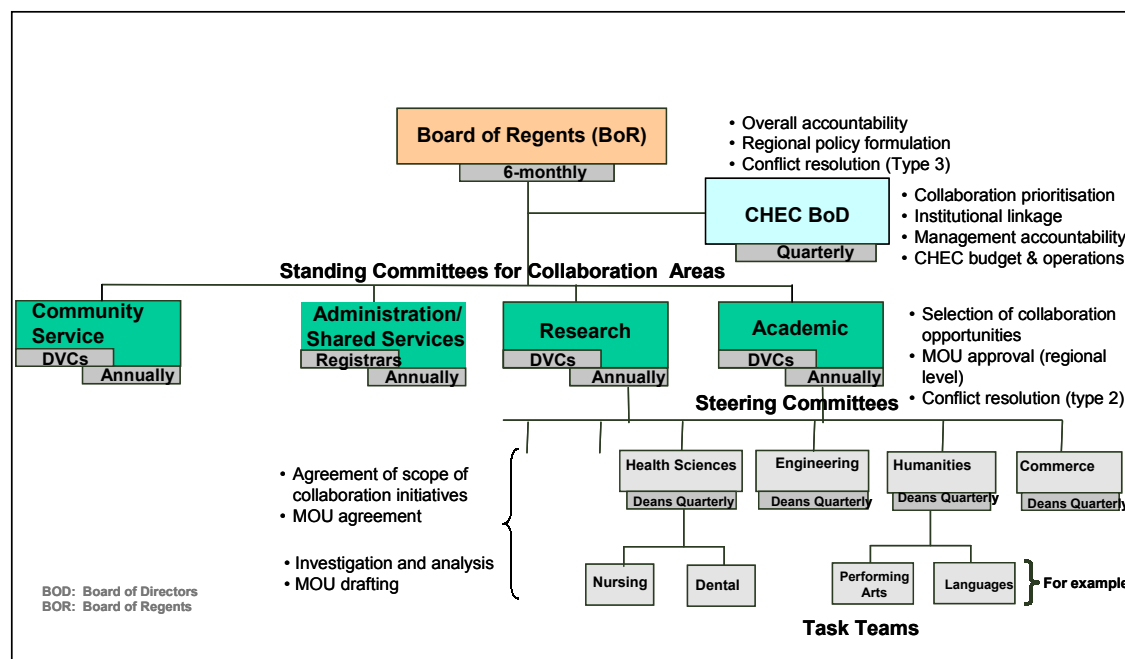 Board of Regents (BoR)
6-monthly
• Overall accountability
• Regional policy formulation
• Conflict resolution (Type 3)
CHEC BoD
Quarterly
• Collaboration prioritisation
• Institutional linkage
• Management accountability
• CHEC budget & operations
Standing Committees for Collaboration Areas
Community
Service
DVCs
Annually
Administration/
Shared Services
Registrars
Annually
Research
DVCs
Annually
Academic
DVCs
Annually
• Selection of collaboration
opportunities
• MOU approval (regional
level)
• Conflict resolution (type 2)
Steering Committees
• Agreement of scope of
collaboration initiatives
• MOU agreement
Health Sciences
Deans Quarterly
Engineering
Deans Quarterly
Humanities
Deans Quarterly
Commerce
Deans Quarterly
• Investigation and analysis
• MOU drafting
Nursing
Dental
Performing
Arts
Languages
For example
Task Teams
BOD: Board of Directors
BOR: Board of Regents